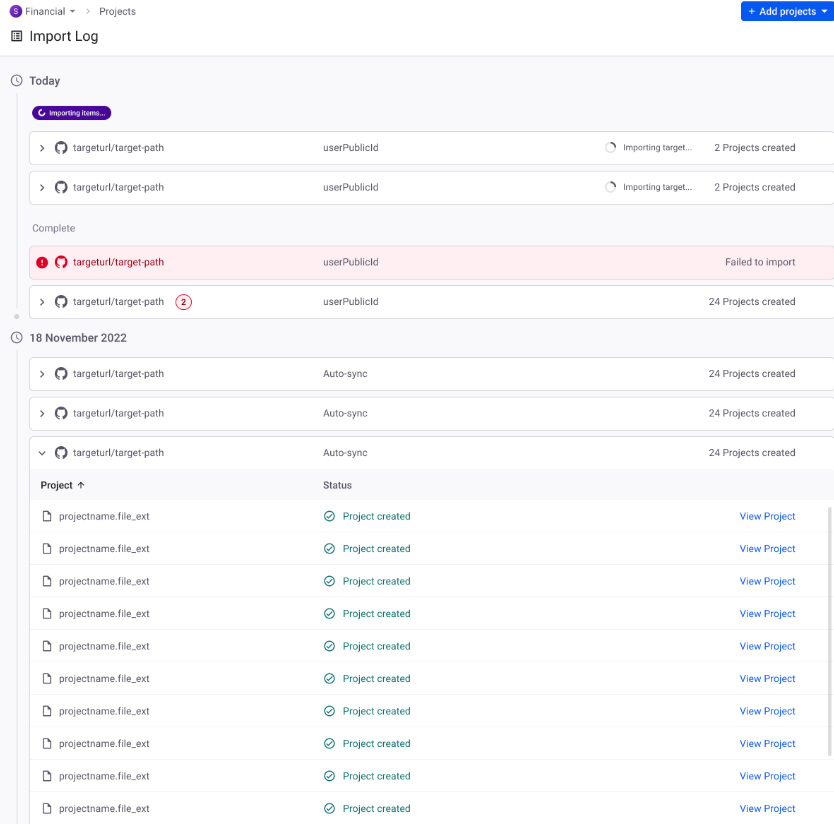 S Financial > Projects
+ Add projects
Import Log
Today
Importing items...
targeturl/target-path userPublicId Importing target... 2 Projects created
targeturl/target-path userPublicId Importing target... 2 Projects created
Complete
targeturl/target-path userPublicId Failed to import
targeturl/target-path 2 userPublicId 24 Projects created
18 November 2022
targeturl/target-path Auto-sync 24 Projects created
targeturl/target-path Auto-sync 24 Projects created
targeturl/target-path Auto-sync 24 Projects created
Project ↑ Status
projectname.file_ext Project created View Project
projectname.file_ext Project created View Project
projectname.file_ext Project created View Project
projectname.file_ext Project created View Project
projectname.file_ext Project created View Project
projectname.file_ext Project created View Project
projectname.file_ext Project created View Project
projectname.file_ext Project created View Project
projectname.file_ext Project created View Project
projectname.file_ext Project created View Project